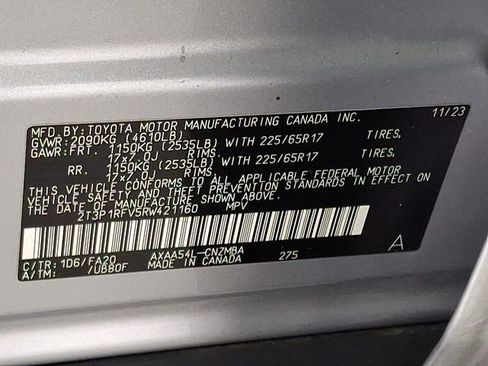 MFD.BY:TOYOTA MOTOR MANUFACTURING CANADA INC. 11/23
GVWR:2090KG (4610LB)
GAWR:FRT. 1150KG (2535LB) WITH 225/65R17 TIRES,
17x7.0J RIMS
RR. 1150KG (2535LB) WITH 225/65R17 TIRES,
17x7.0J RIMS
THIS VEHICLE CONFORMS TO ALL APPLICABLE FEDERAL MOTOR
VEHICLE SAFETY AND THEFT PREVENTION STANDARDS IN EFFECT
ON THE DATE OF MANUFACTURE SHOWN ABOVE.
2T3P1RFV5RW421160 MPV
C/TR:1D6/FA20 AXAA54L-CNZMBA 275 A
A/TM: /UB80F MADE IN CANADA